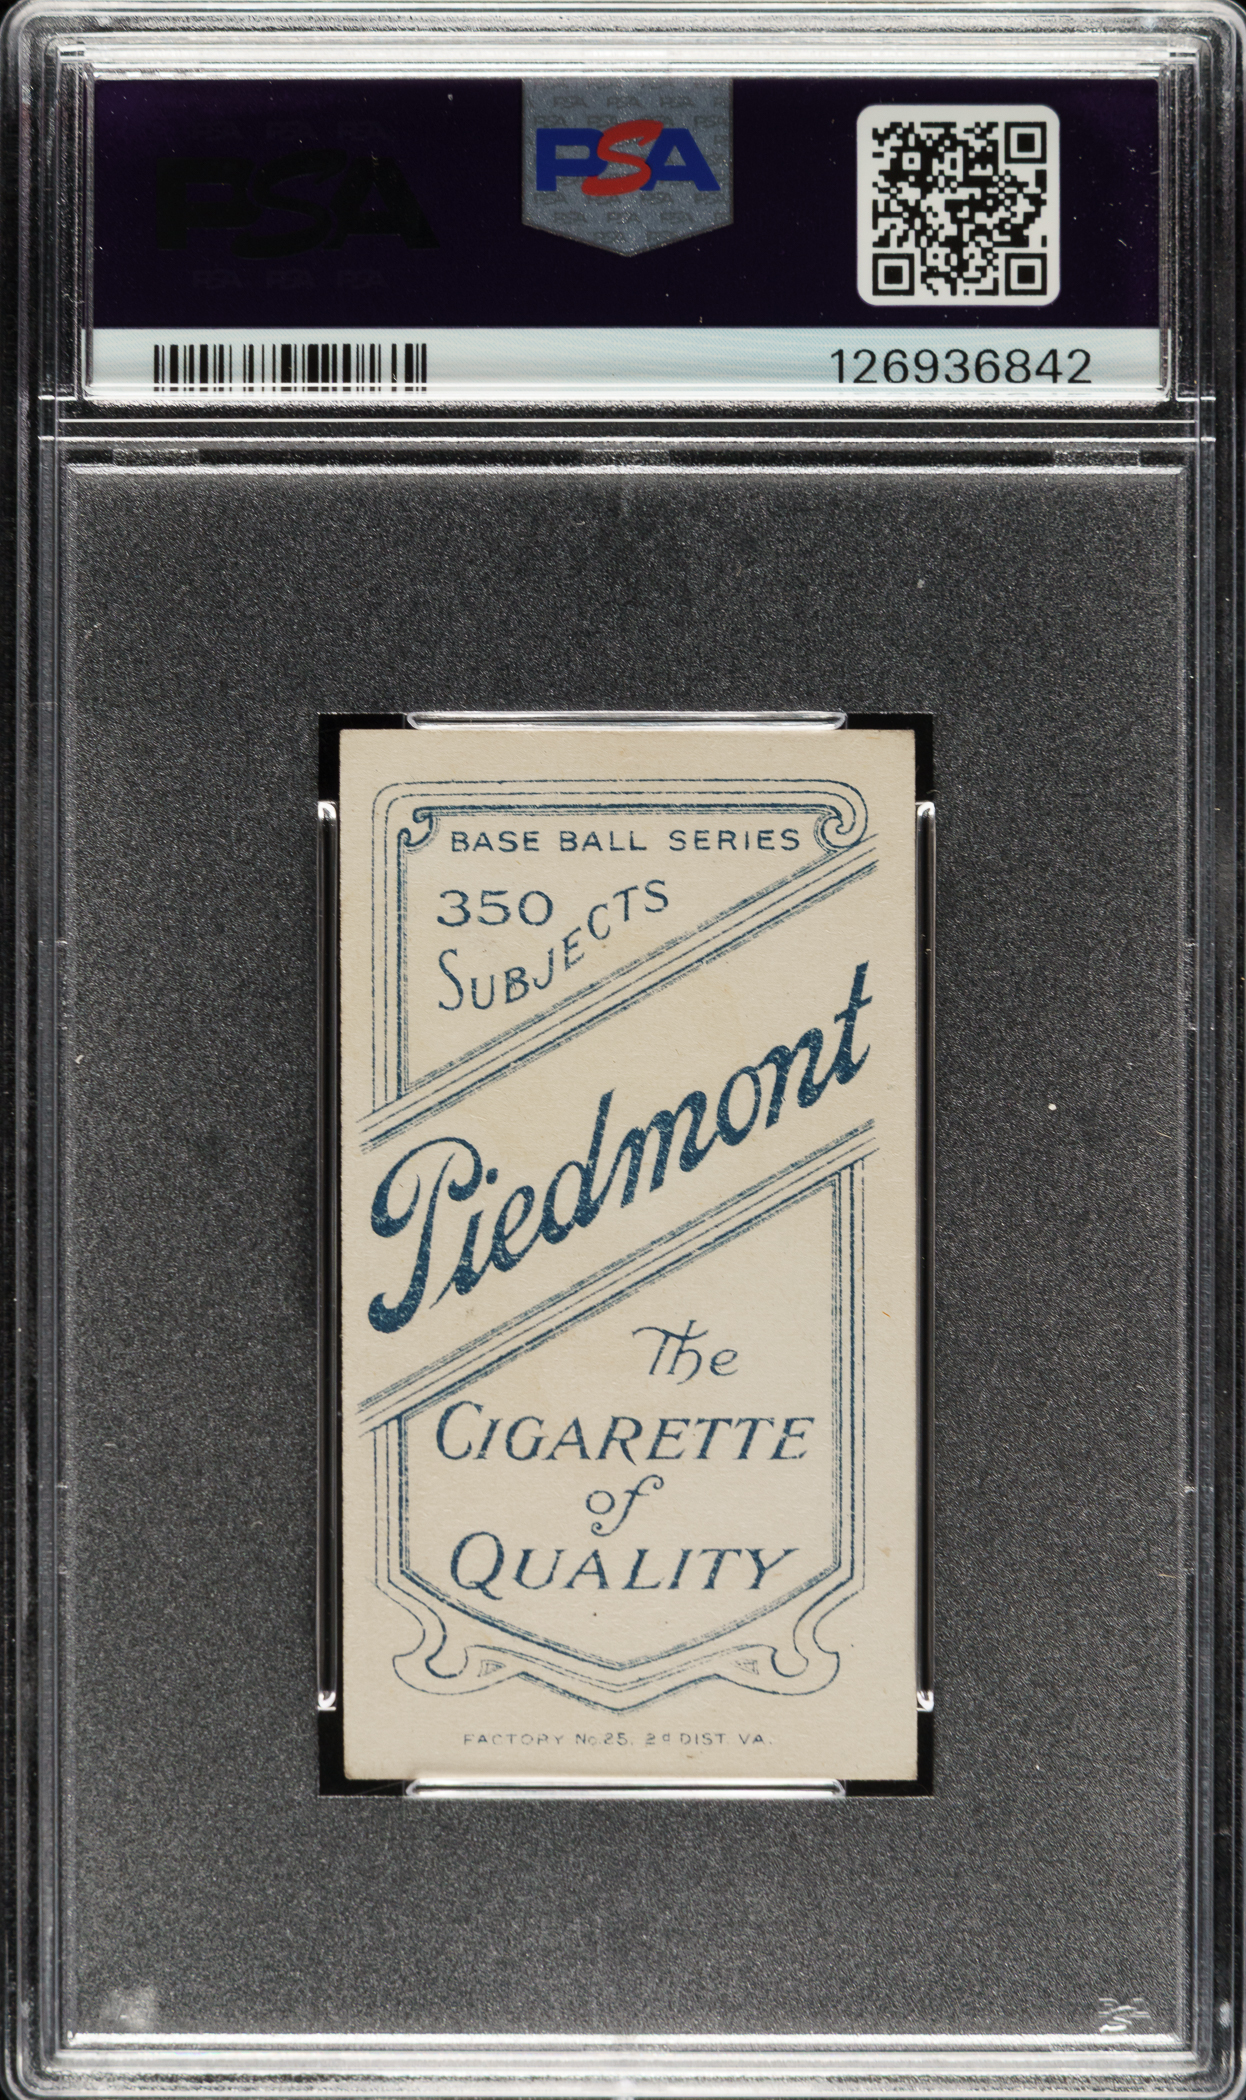 PSA
126936842
BASE BALL SERIES
350
SUBJECTS
Piedmont
The
CIGARETTE
of
QUALITY
FACTORY No 25. 2d DIST. VA.